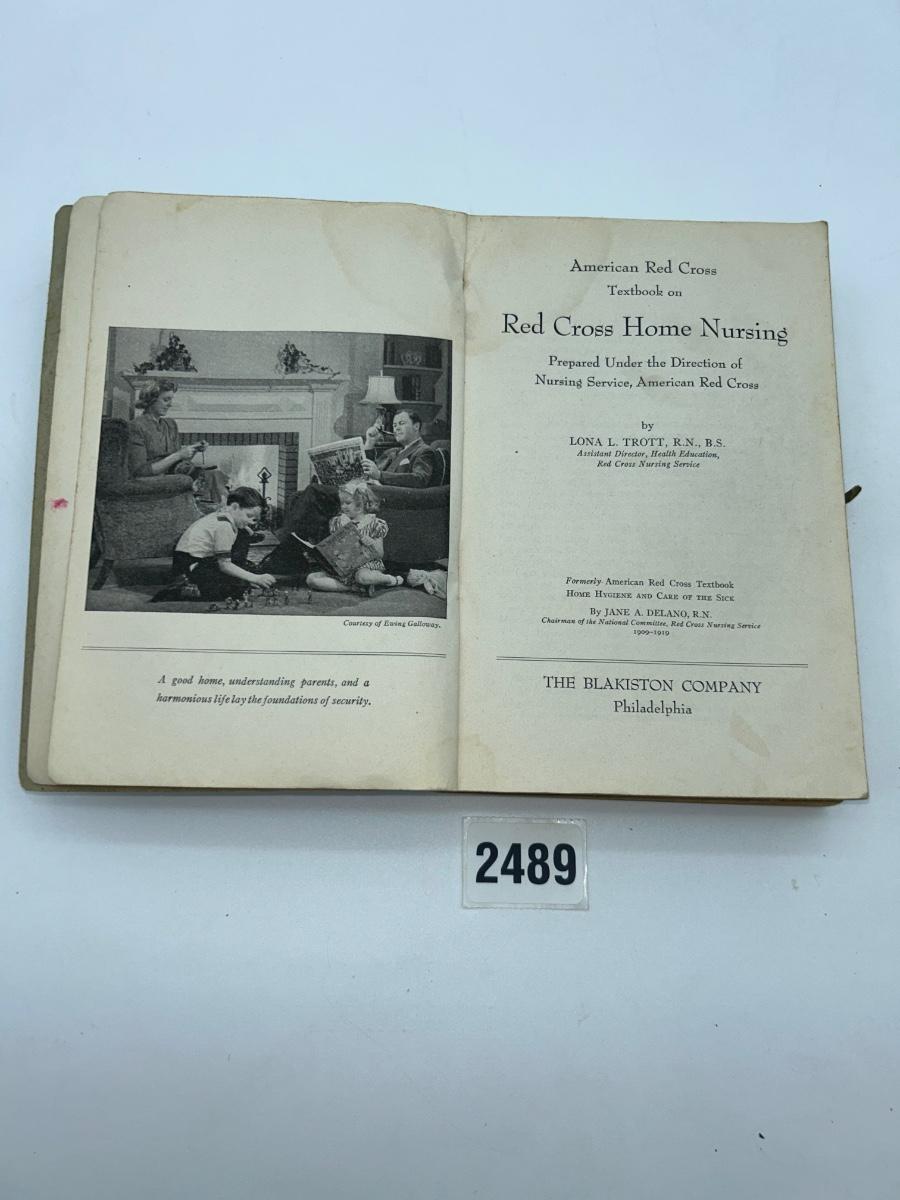 Courtesy of Ewing Galloway.
A good home, understanding parents, and a
harmonious life lay the foundations of security.
American Red Cross
Textbook on
Red Cross Home Nursing
Prepared Under the Direction of
Nursing Service, American Red Cross
by
LONA L. TROTT, R.N., B.S.
Assistant Director, Health Education,
Red Cross Nursing Service
Formerly American Red Cross Textbook
HOME HYGIENE AND CARE OF THE SICK
By JANE A. DELANO, R.N.
Chairman of the National Committee, Red Cross Nursing Service
1909-1919
THE BLAKISTON COMPANY
Philadelphia
2489